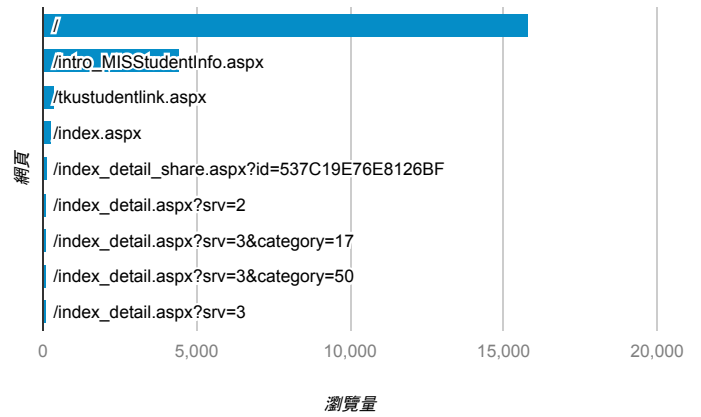 /
/intro_MISStudentInfo.aspx
/tkustudentlink.aspx
/index.aspx
/index_detail_share.aspx?id=537C19E76E8126BF
/index_detail.aspx?srv=2
/index_detail.aspx?srv=3&category=17
/index_detail.aspx?srv=3&category=50
/index_detail.aspx?srv=3
網頁
0 5,000 10,000 15,000 20,000
瀏覽量